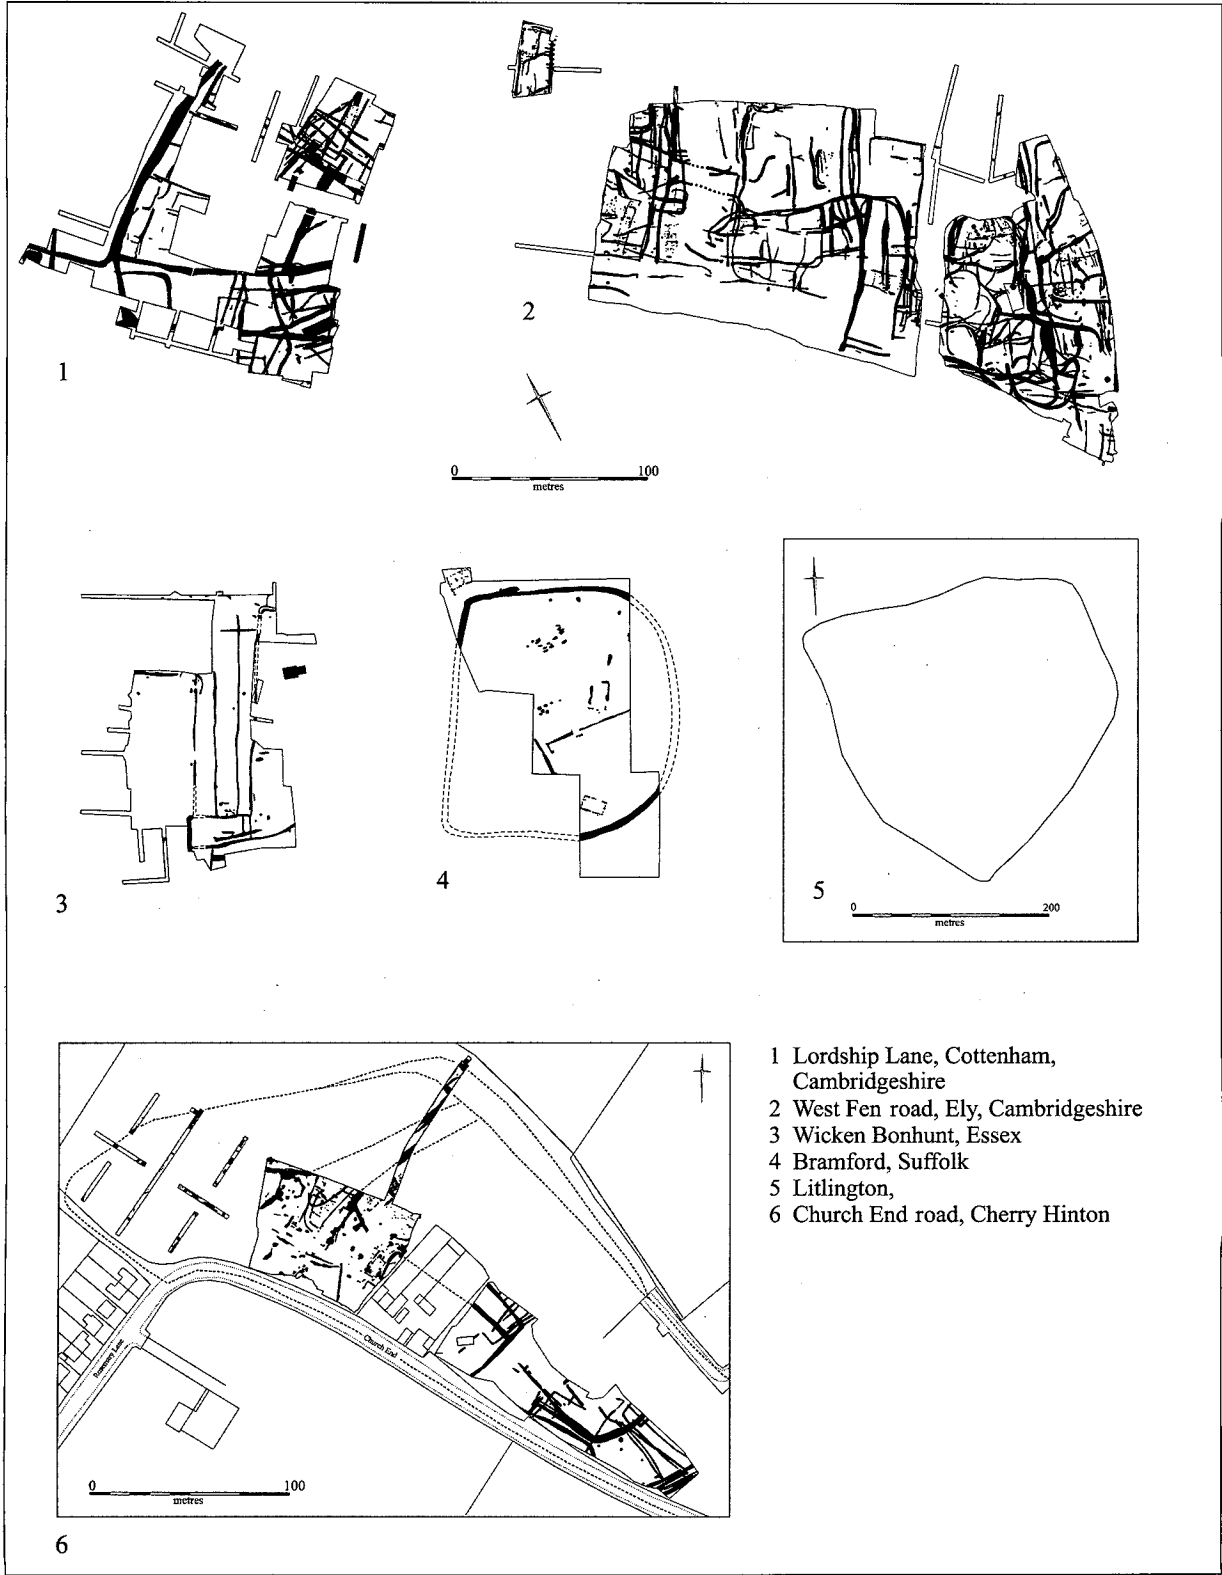 1
2
0 100
metres
3
4
5
0 200
metres
1 Lordship Lane, Cottenham,
Cambridgeshire
2 West Fen road, Ely, Cambridgeshire
3 Wicken Bonhunt, Essex
4 Bramford, Suffolk
5 Litlington,
6 Church End road, Cherry Hinton
Church End
Rosemary Lane
0 100
metres
6